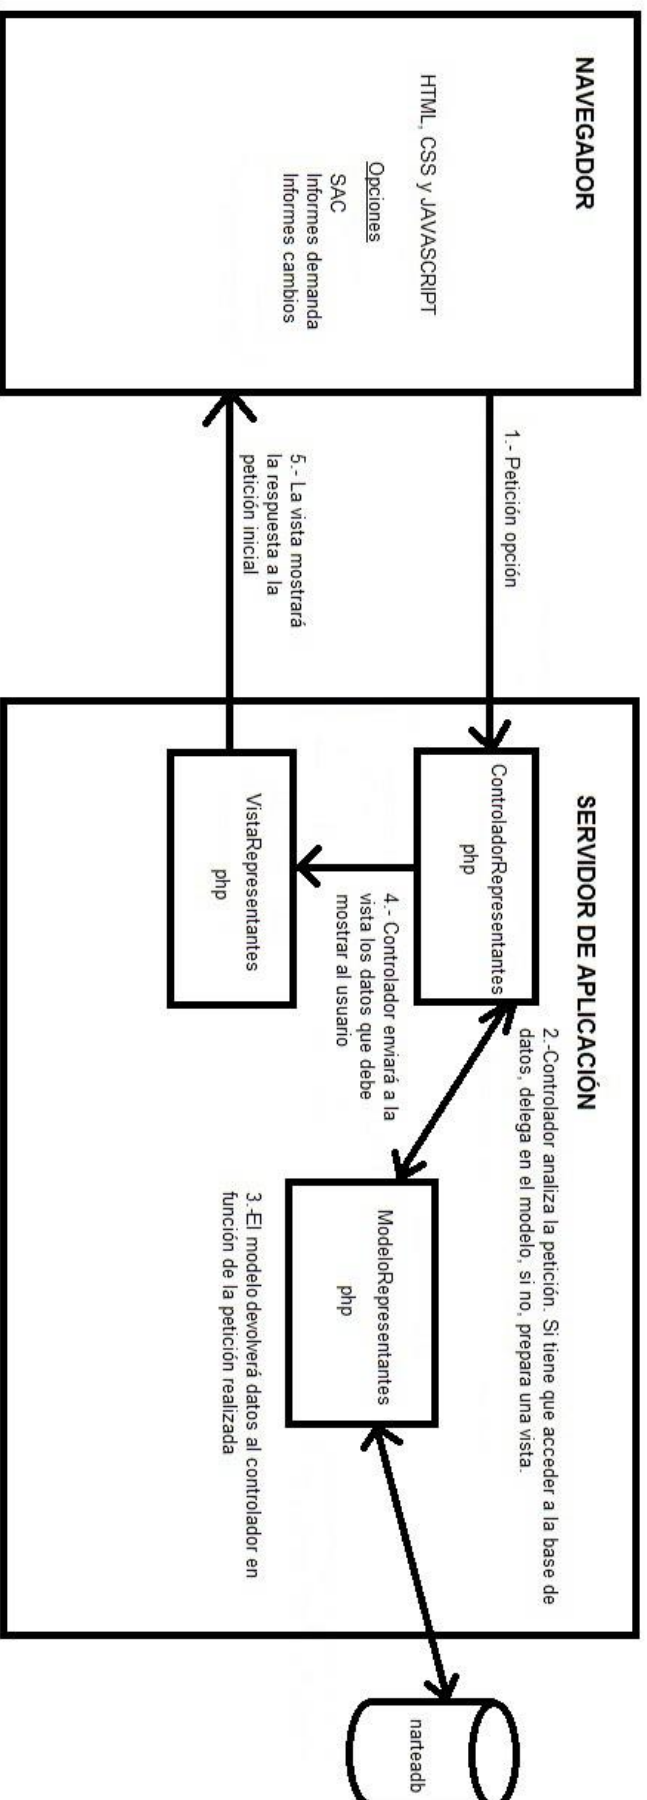 NAVEGADOR
HTML, CSS y JAVASCRIPT
Opciones
SAC
Informes demanda
Informes cambios
1.- Petición opción
5.- La vista mostrará
la respuesta a la
petición inicial
SERVIDOR DE APLICACIÓN
ControladorRepresentantes
php
2.-Controlador analiza la petición. Si tiene que acceder a la base de
datos, delega en el modelo, si no, prepara una vista.
4.- Controlador enviará a la
vista los datos que debe
mostrar al usuario
VistaRepresentantes
php
ModeloRepresentantes
php
3.-El modelo devolverá datos al controlador en
función de la petición realizada
narteadb